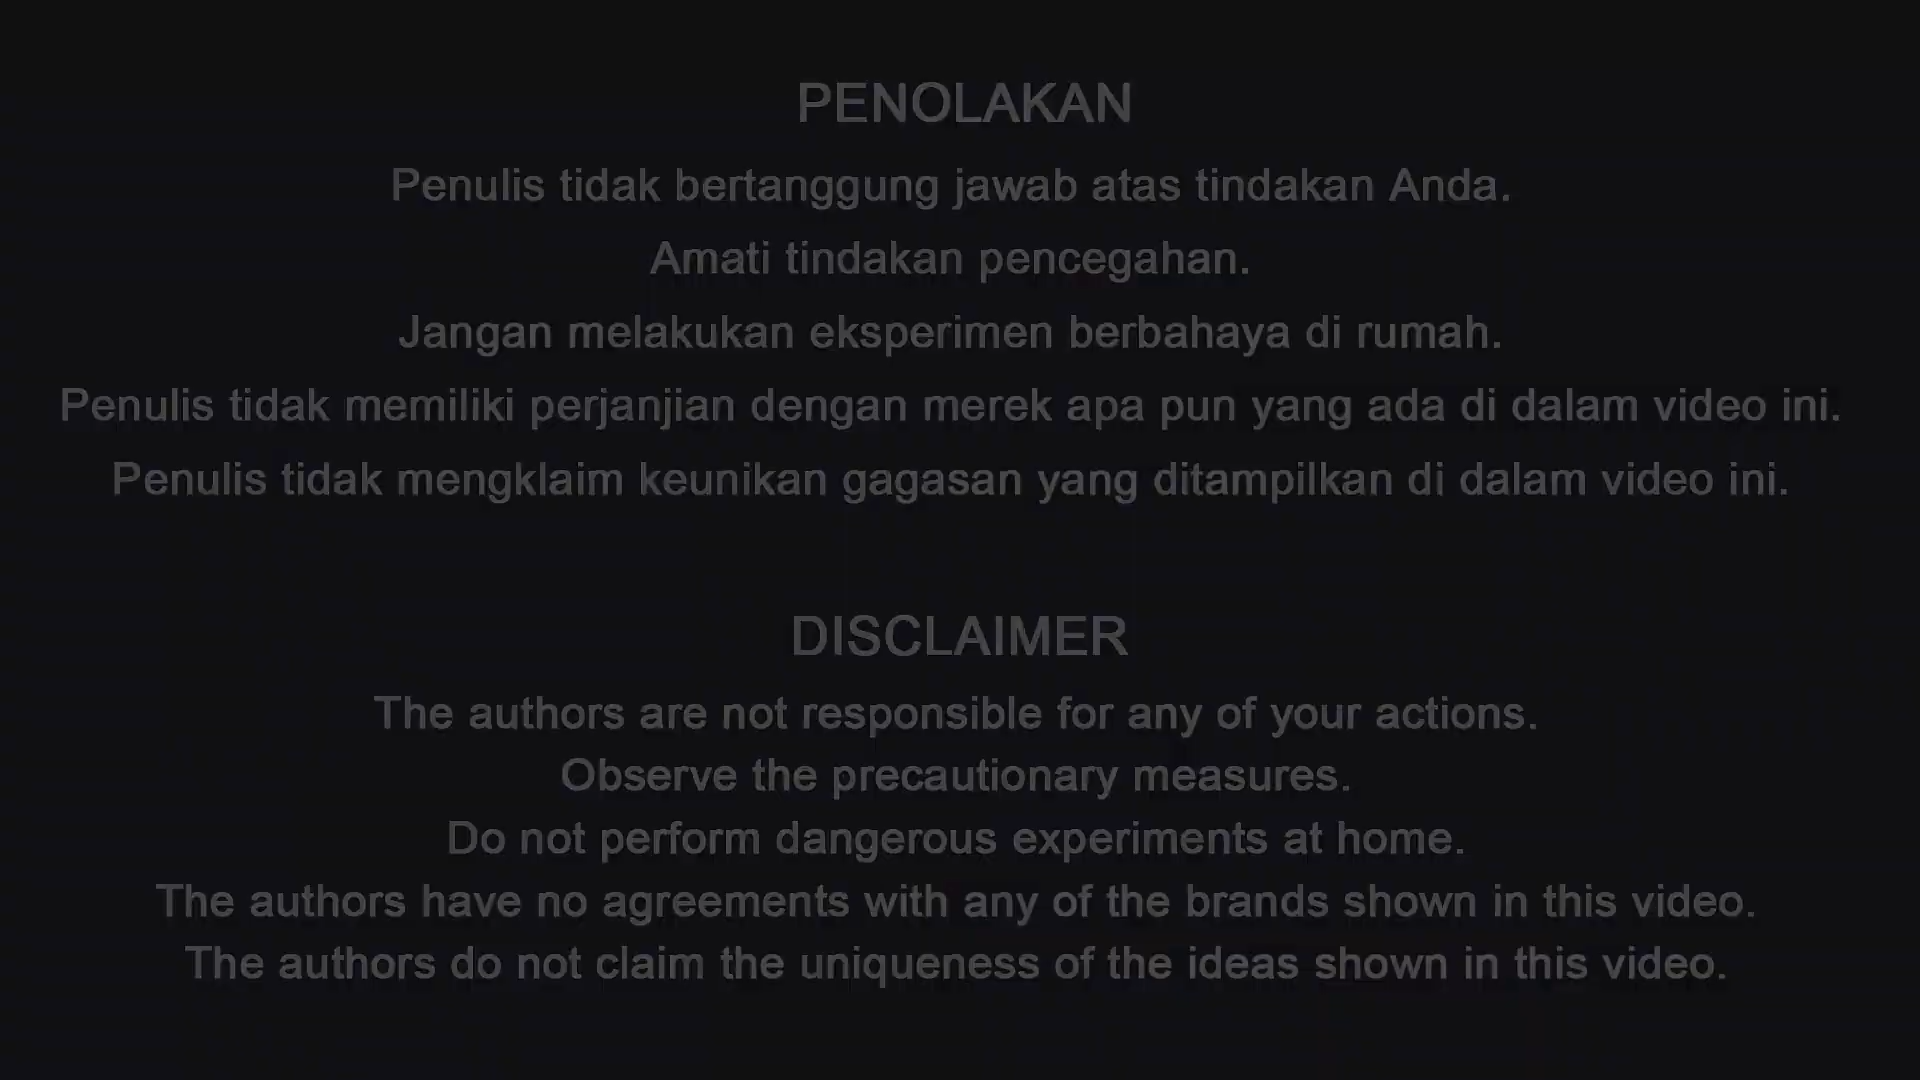 PENOLAKAN
Penulis tidak bertanggung jawab atas tindakan Anda.
Amati tindakan pencegahan.
Jangan melakukan eksperimen berbahaya di rumah.
Penulis tidak memiliki perjanjian dengan merek apa pun yang ada di dalam video ini.
Penulis tidak mengklaim keunikan gagasan yang ditampilkan di dalam video ini.
DISCLAIMER
The authors are not responsible for any of your actions.
Observe the precautionary measures.
Do not perform dangerous experiments at home.
The authors have no agreements with any of the brands shown in this video.
The authors do not claim the uniqueness of the ideas shown in this video.